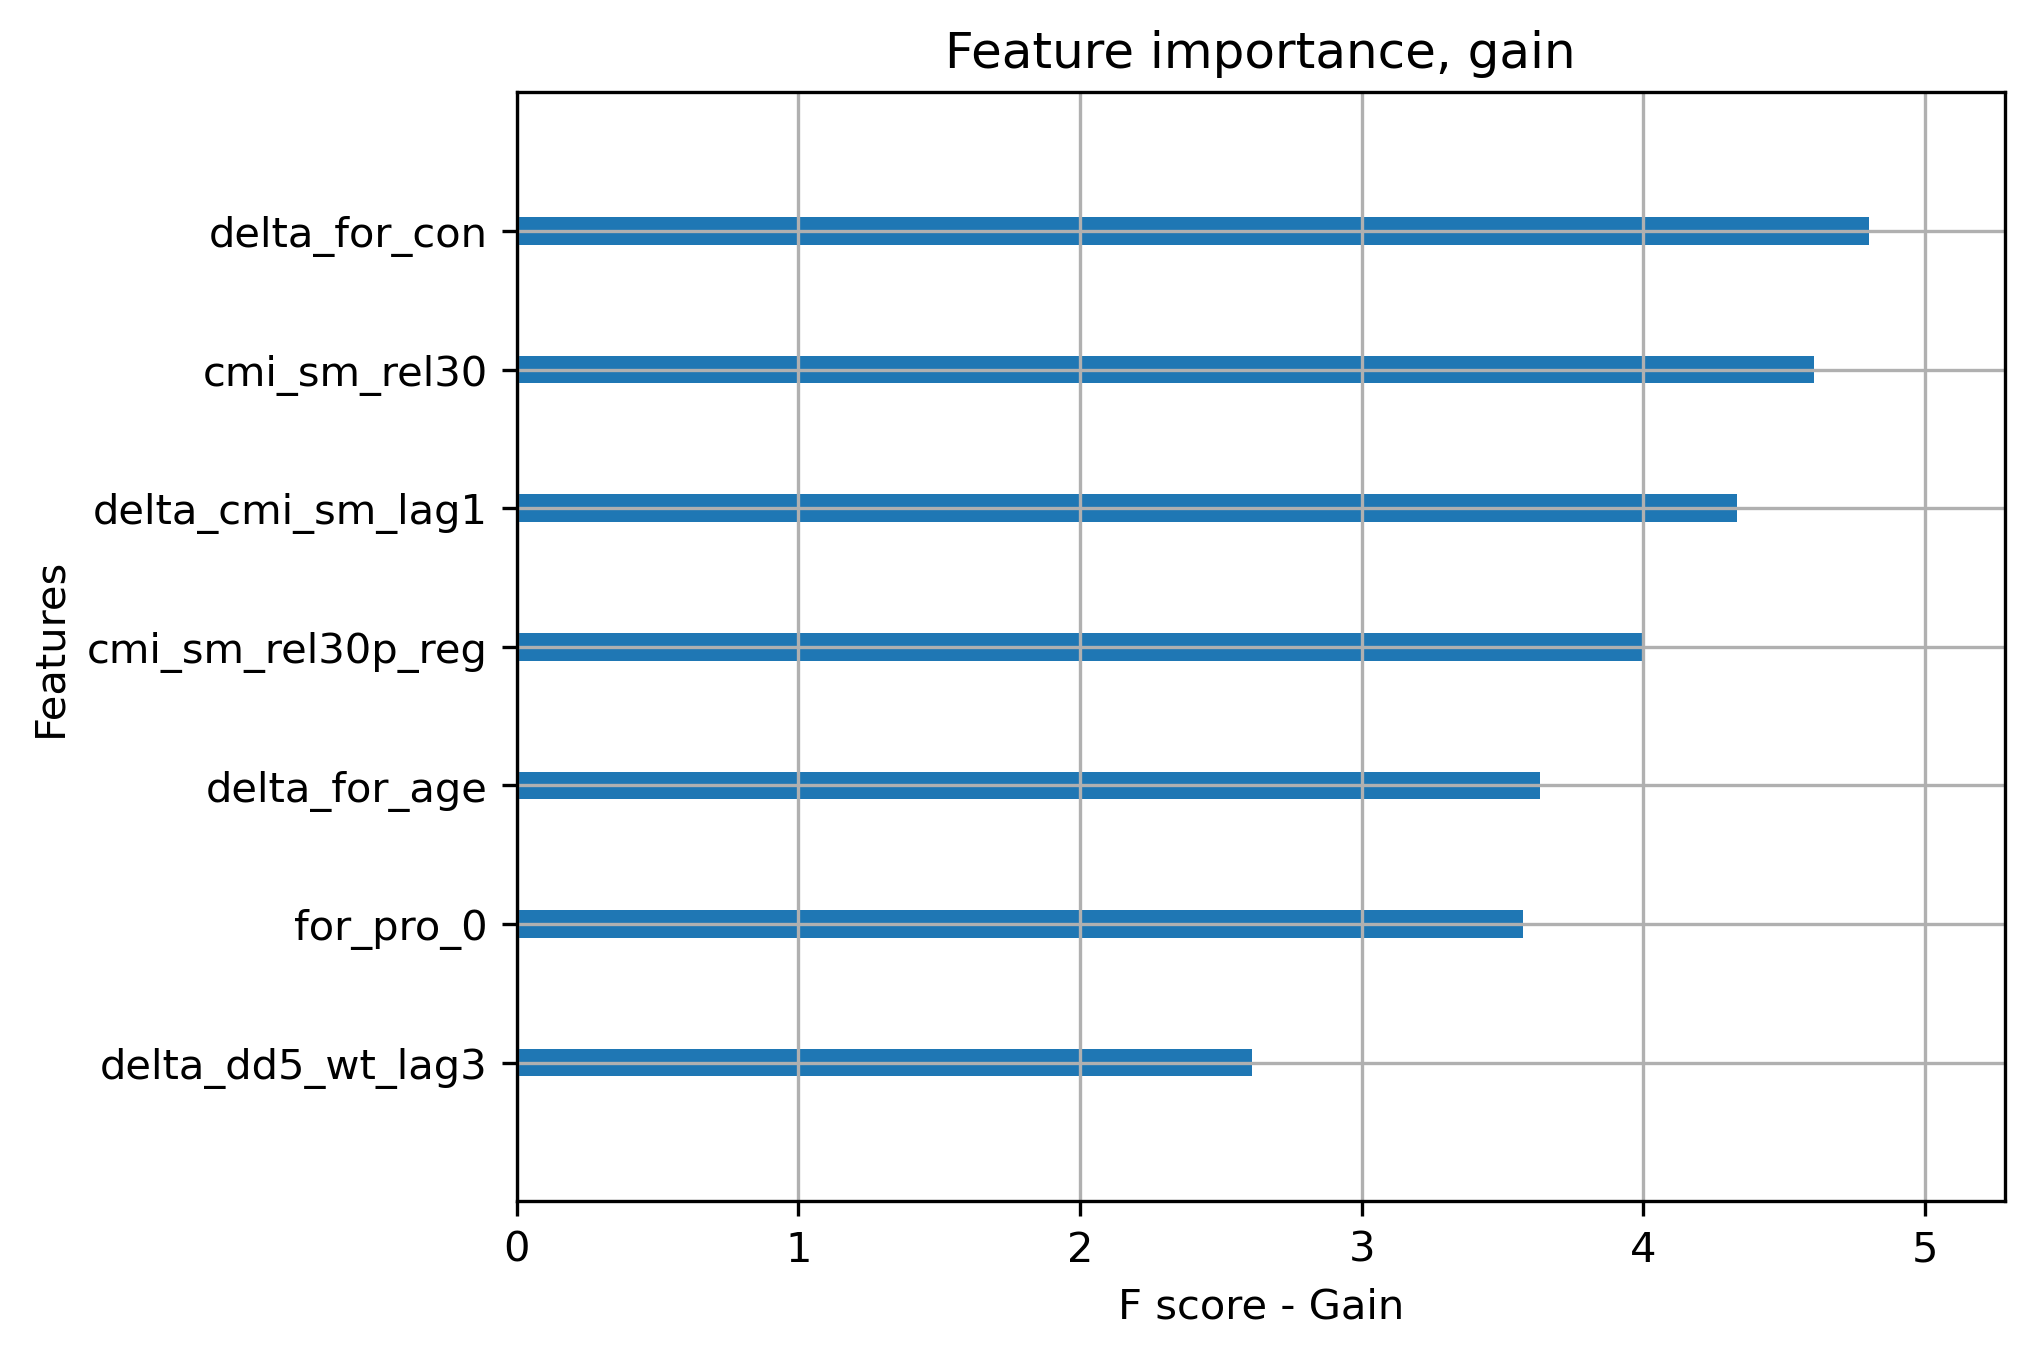 Feature importance, gain
Features
delta_for_con
cmi_sm_rel30
delta_cmi_sm_lag1
cmi_sm_rel30p_reg
delta_for_age
for_pro_0
delta_dd5_wt_lag3
0 1 2 3 4 5
F score - Gain